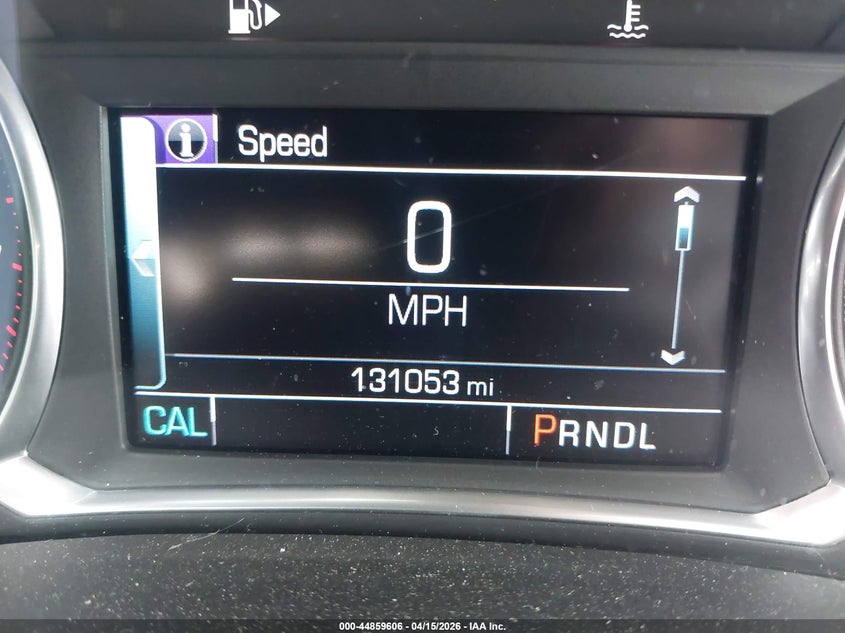 Speed
0
MPH
131053 mi
CAL
PRNDL
000-44859606 - 04/15/2026 - IAA Inc.